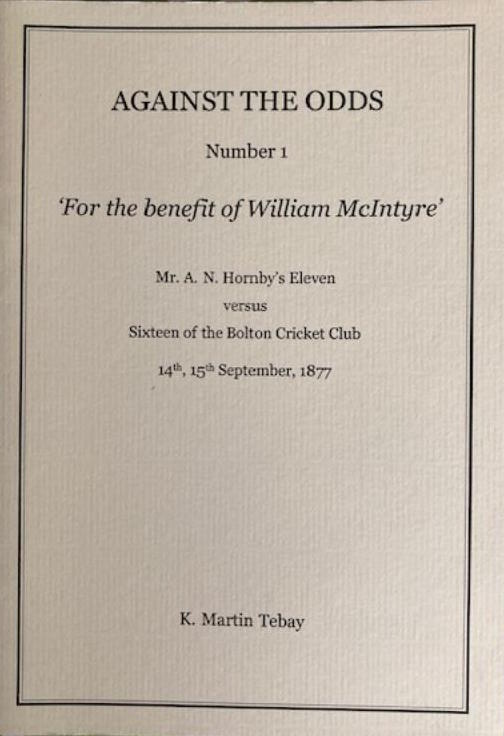 AGAINST THE ODDS
Number 1
‘For the benefit of William McIntyre’
Mr. A. N. Hornby’s Eleven
versus
Sixteen of the Bolton Cricket Club
14th, 15th September, 1877
K. Martin Tebay